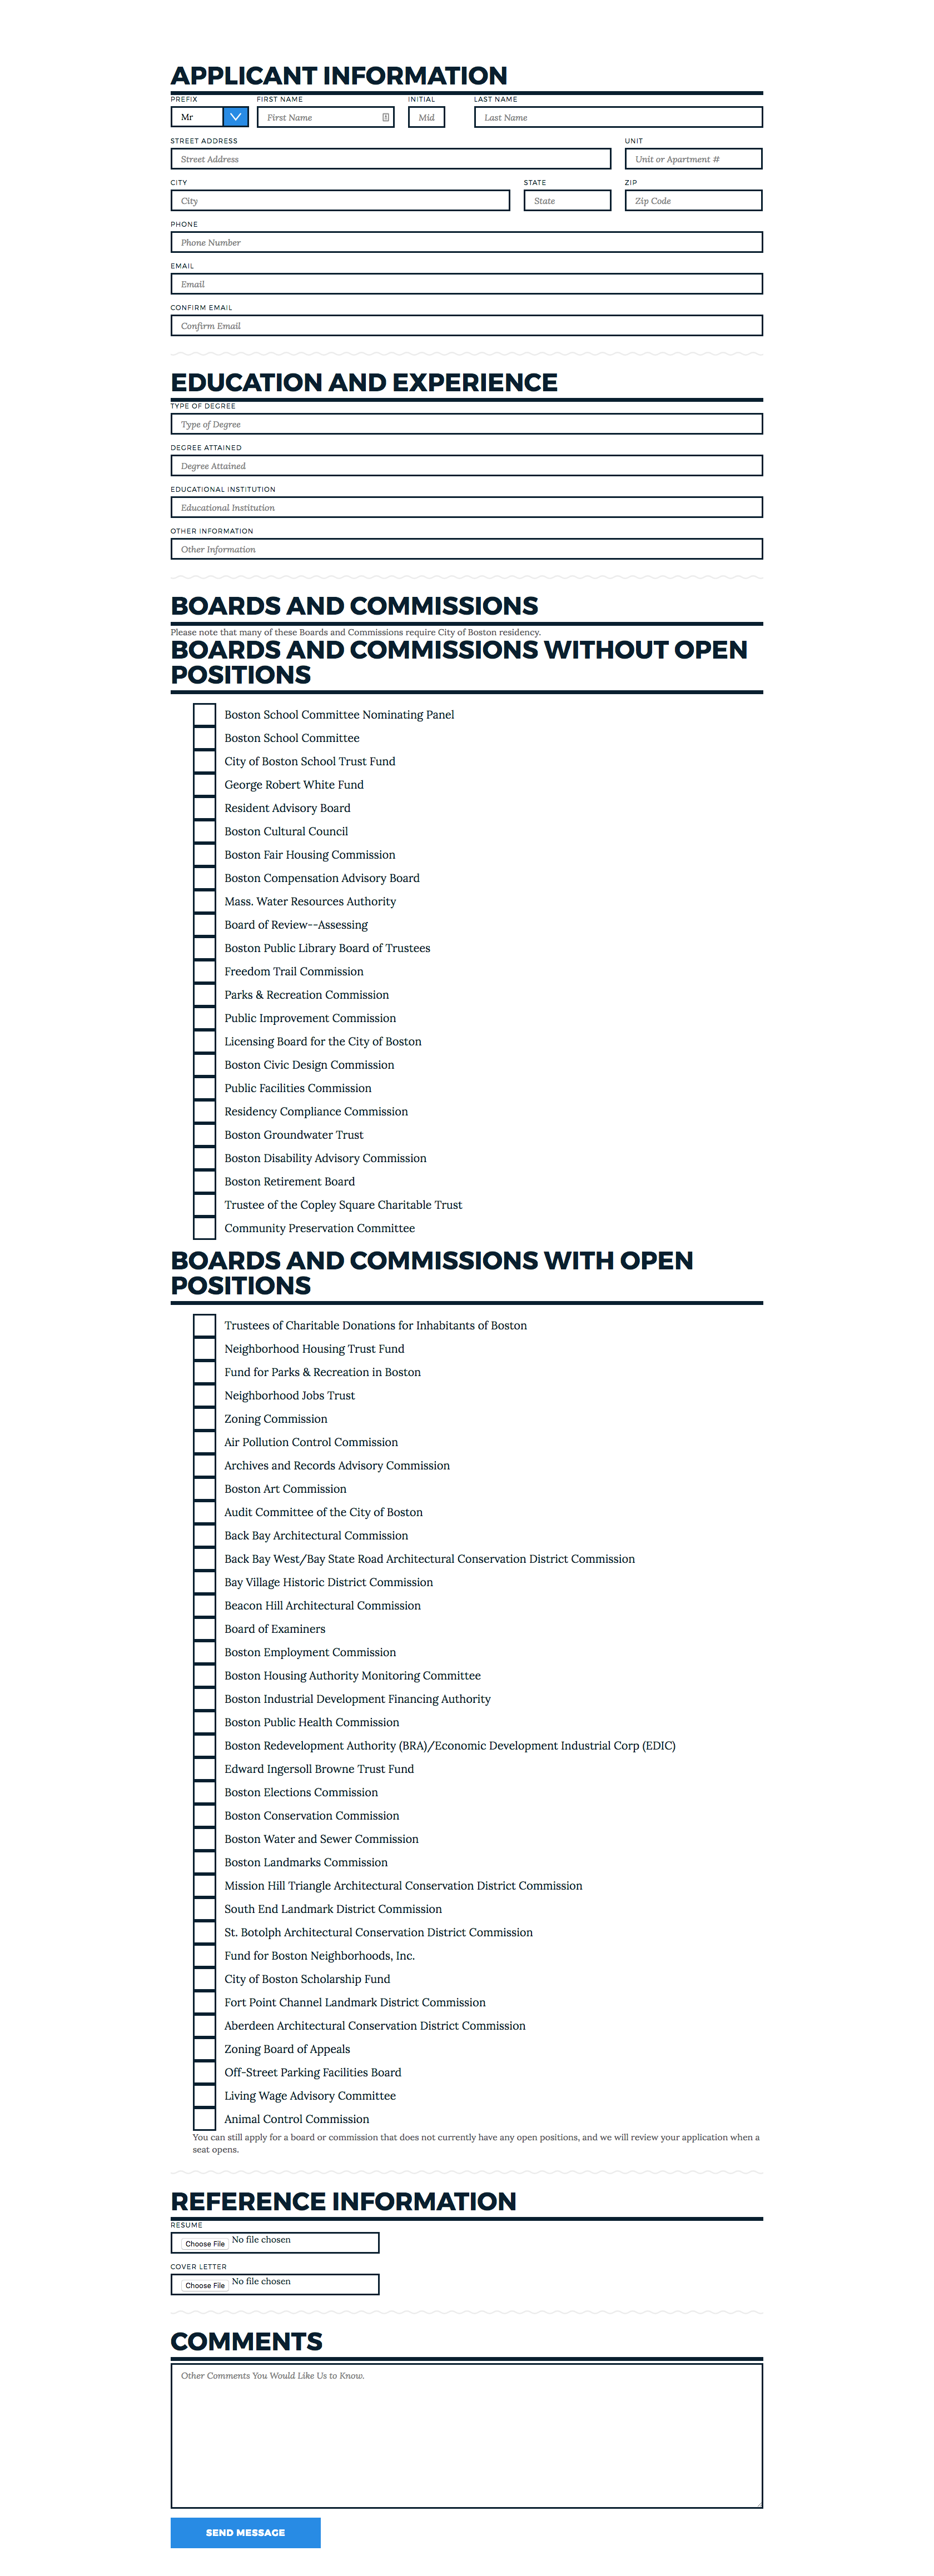 APPLICANT INFORMATION
PREFIX FIRST NAME INITIAL LAST NAME
Mr First Name Mid Last Name
STREET ADDRESS UNIT
Street Address Unit or Apartment #
CITY STATE ZIP
City State Zip Code
PHONE
Phone Number
EMAIL
Email
CONFIRM EMAIL
Confirm Email
EDUCATION AND EXPERIENCE
TYPE OF DEGREE
Type of Degree
DEGREE ATTAINED
Degree Attained
EDUCATIONAL INSTITUTION
Educational Institution
OTHER INFORMATION
Other Information
BOARDS AND COMMISSIONS
Please note that many of these Boards and Commissions require City of Boston residency.
BOARDS AND COMMISSIONS WITHOUT OPEN
POSITIONS
Boston School Committee Nominating Panel
Boston School Committee
City of Boston School Trust Fund
George Robert White Fund
Resident Advisory Board
Boston Cultural Council
Boston Fair Housing Commission
Boston Compensation Advisory Board
Mass. Water Resources Authority
Board of Review--Assessing
Boston Public Library Board of Trustees
Freedom Trail Commission
Parks & Recreation Commission
Public Improvement Commission
Licensing Board for the City of Boston
Boston Civic Design Commission
Public Facilities Commission
Residency Compliance Commission
Boston Groundwater Trust
Boston Disability Advisory Commission
Boston Retirement Board
Trustee of the Copley Square Charitable Trust
Community Preservation Committee
BOARDS AND COMMISSIONS WITH OPEN
POSITIONS
Trustees of Charitable Donations for Inhabitants of Boston
Neighborhood Housing Trust Fund
Fund for Parks & Recreation in Boston
Neighborhood Jobs Trust
Zoning Commission
Air Pollution Control Commission
Archives and Records Advisory Commission
Boston Art Commission
Audit Committee of the City of Boston
Back Bay Architectural Commission
Back Bay West/Bay State Road Architectural Conservation District Commission
Bay Village Historic District Commission
Beacon Hill Architectural Commission
Board of Examiners
Boston Employment Commission
Boston Housing Authority Monitoring Committee
Boston Industrial Development Financing Authority
Boston Public Health Commission
Boston Redevelopment Authority (BRA)/Economic Development Industrial Corp (EDIC)
Edward Ingersoll Browne Trust Fund
Boston Elections Commission
Boston Conservation Commission
Boston Water and Sewer Commission
Boston Landmarks Commission
Mission Hill Triangle Architectural Conservation District Commission
South End Landmark District Commission
St. Botolph Architectural Conservation District Commission
Fund for Boston Neighborhoods, Inc.
City of Boston Scholarship Fund
Fort Point Channel Landmark District Commission
Aberdeen Architectural Conservation District Commission
Zoning Board of Appeals
Off-Street Parking Facilities Board
Living Wage Advisory Committee
Animal Control Commission
You can still apply for a board or commission that does not currently have any open positions, and we will review your application when a
seat opens.
REFERENCE INFORMATION
RESUME
Choose File No file chosen
COVER LETTER
Choose File No file chosen
COMMENTS
Other Comments You Would Like Us to Know.
SEND MESSAGE